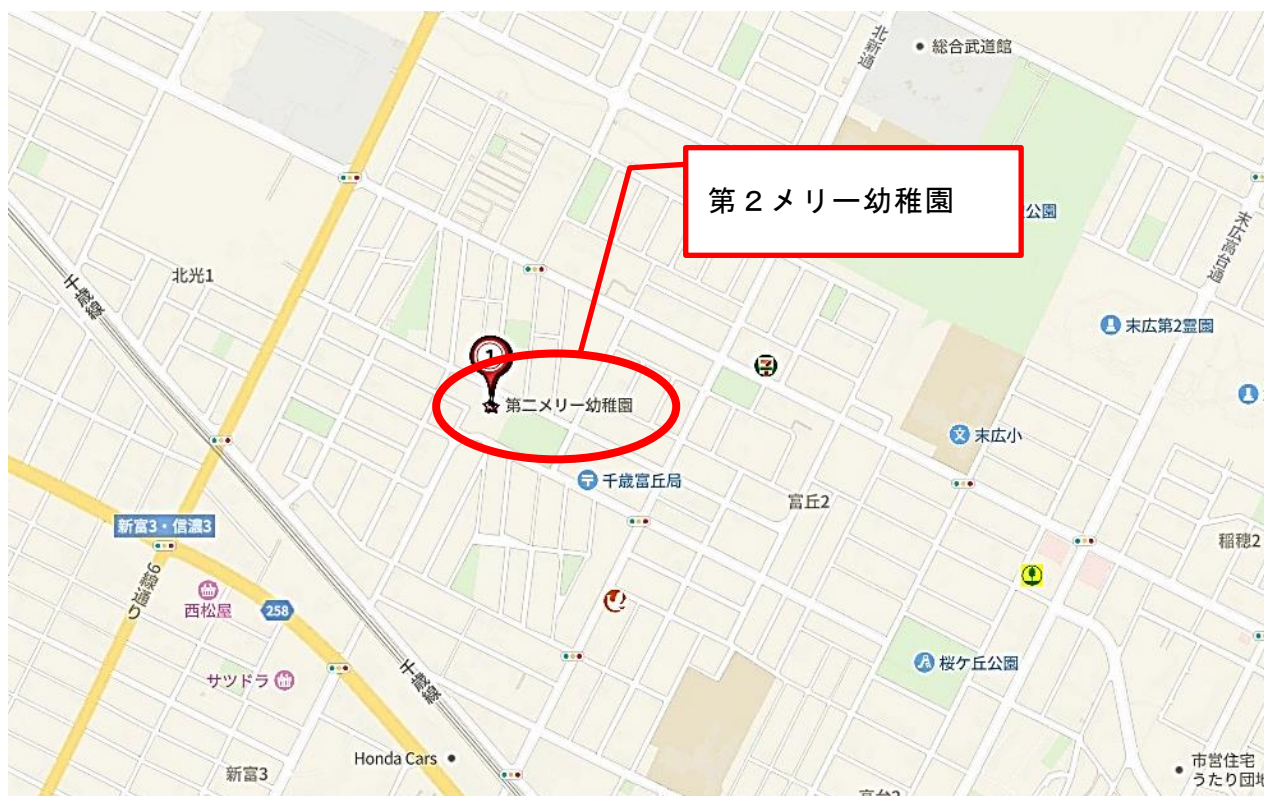 北新通
総合武道館
第２メリー幼稚園
公園
末広高台通
北光1
千歳線
末広第2霊園
1
第二メリー幼稚園
末広小
千歳富丘局
富丘2
新富3・信濃3
稲穂2
9線通り
西松屋
258
桜ケ丘公園
サツドラ
千歳線
Honda Cars
新富3
市営住宅
うたり団地